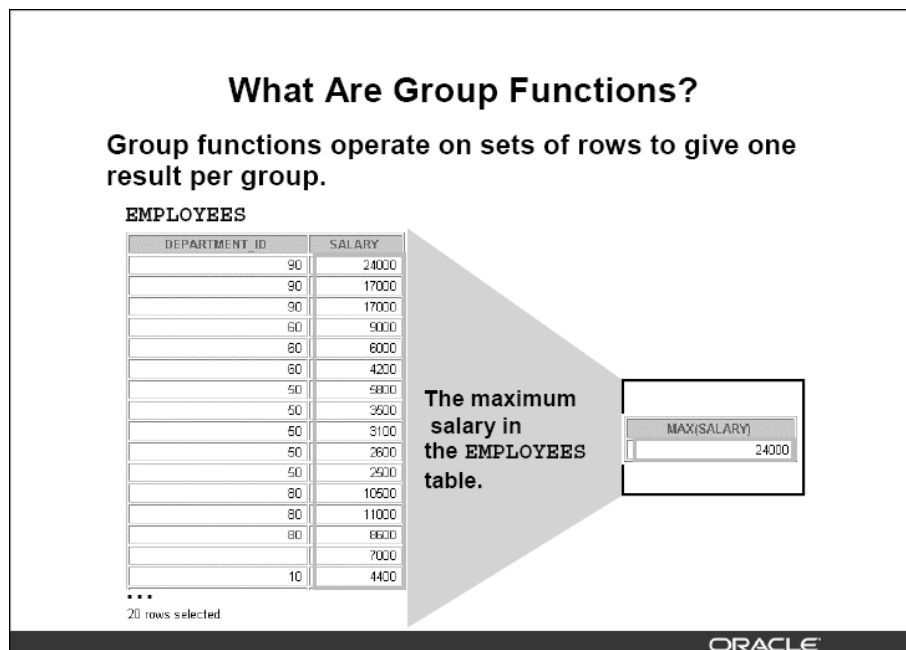 What Are Group Functions?
Group functions operate on sets of rows to give one
result per group.
EMPLOYEES
DEPARTMENT_ID SALARY
90 24000
90 17000
90 17000
60 9000
60 6000
60 4200
50 5800
50 3500
50 3100
50 2600
50 2500
80 10500
80 11000
80 8600
7000
10 4400
...
20 rows selected.
The maximum
salary in
the EMPLOYEES
table.
MAX(SALARY)
24000
ORACLE